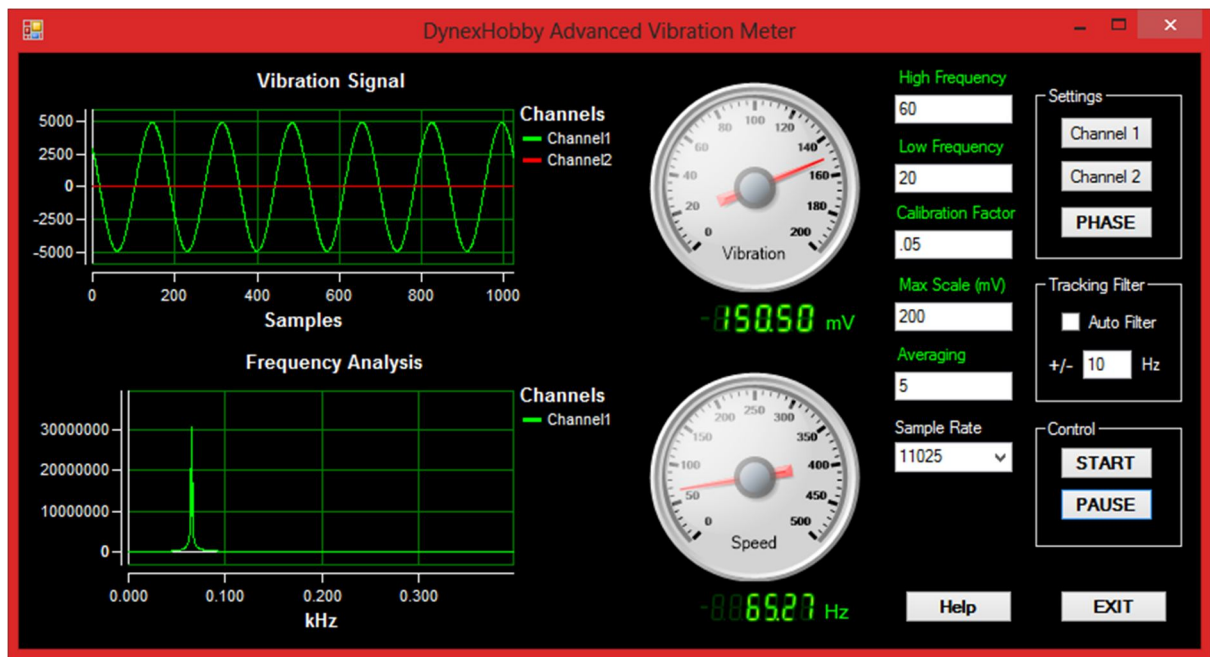 DynexHobby Advanced Vibration Meter
Vibration Signal
5000
2500
0
-2500
-5000
0 200 400 600 800 1000
Samples
Channels
Channel1
Channel2
Frequency Analysis
30000000
20000000
10000000
0
0.000 0.100 0.200 0.300
kHz
Channels
Channel1
0 20 40 60 80 100 120 140 160 180 200
Vibration
150.50 mV
0 50 100 150 200 250 300 350 400 450 500
Speed
65.27 Hz
High Frequency
60
Low Frequency
20
Calibration Factor
.05
Max Scale (mV)
200
Averaging
5
Sample Rate
11025
Settings
Channel 1
Channel 2
PHASE
Tracking Filter
Auto Filter
+/- 10 Hz
Control
START
PAUSE
Help
EXIT